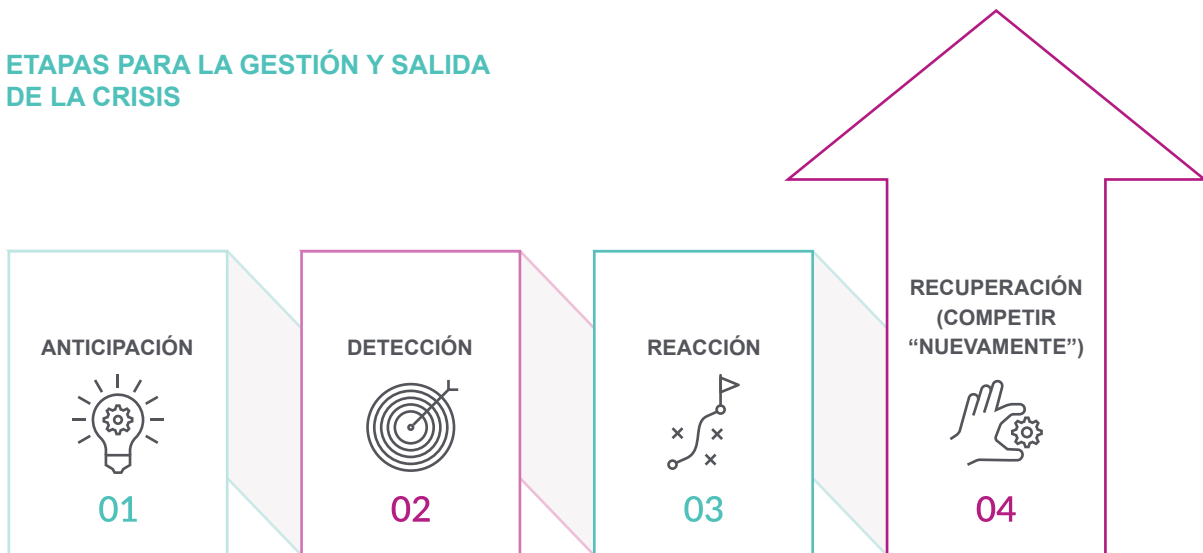 ETAPAS PARA LA GESTIÓN Y SALIDA
DE LA CRISIS
ANTICIPACIÓN
01
DETECCIÓN
02
REACCIÓN
03
RECUPERACIÓN
(COMPETIR
“NUEVAMENTE”)
04